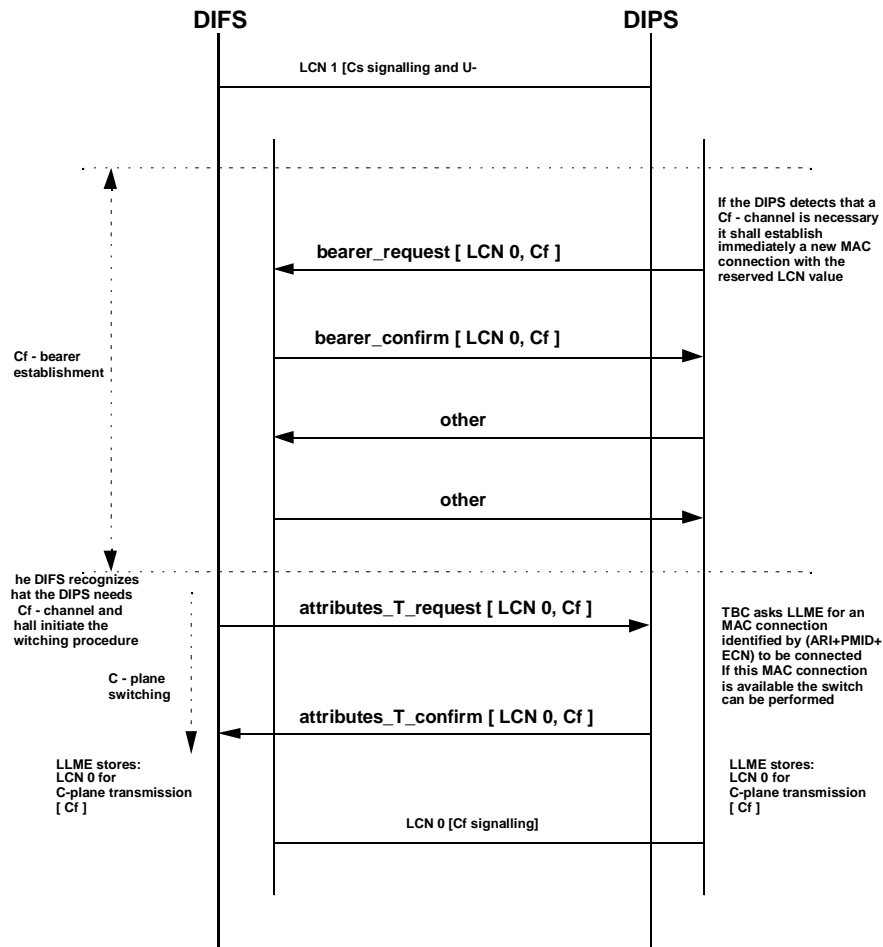 DIFS
DIPS
LCN 1 [Cs signalling and U-
If the DIPS detects that a
Cf - channel is necessary
it shall establish
immediately a new MAC
connection with the
reserved LCN value
bearer_request [ LCN 0, Cf ]
bearer_confirm [ LCN 0, Cf ]
Cf - bearer
establishment
other
other
he DIFS recognizes
hat the DIPS needs
Cf - channel and
hall initiate the
witching procedure
attributes_T_request [ LCN 0, Cf ]
TBC asks LLME for an
MAC connection
identified by (ARI+PMID+
ECN) to be connected
If this MAC connection
is available the switch
can be performed
C - plane
switching
attributes_T_confirm [ LCN 0, Cf ]
LLME stores:
LCN 0 for
C-plane transmission
[ Cf ]
LLME stores:
LCN 0 for
C-plane transmission
[ Cf ]
LCN 0 [Cf signalling]